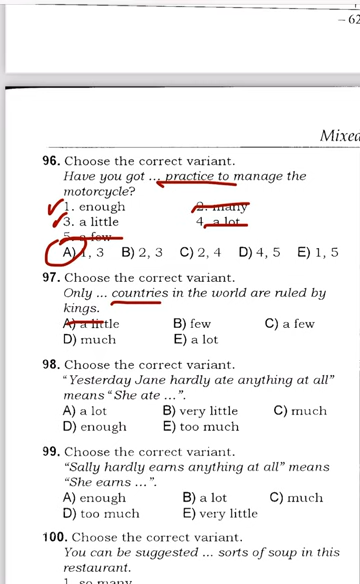 – 62
Mixed
96. Choose the correct variant.
Have you got ... practice to manage the
motorcycle?
1. enough 2. many
3. a little 4. a lot
5. a few
A) 1, 3 B) 2, 3 C) 2, 4 D) 4, 5 E) 1, 5
97. Choose the correct variant.
Only ... countries in the world are ruled by
kings.
A) a little B) few C) a few
D) much E) a lot
98. Choose the correct variant.
“Yesterday Jane hardly ate anything at all”
means “She ate ...”.
A) a lot B) very little C) much
D) enough E) too much
99. Choose the correct variant.
“Sally hardly earns anything at all” means
“She earns ...”.
A) enough B) a lot C) much
D) too much E) very little
100. Choose the correct variant.
You can be suggested ... sorts of soup in this
restaurant.
1. so many